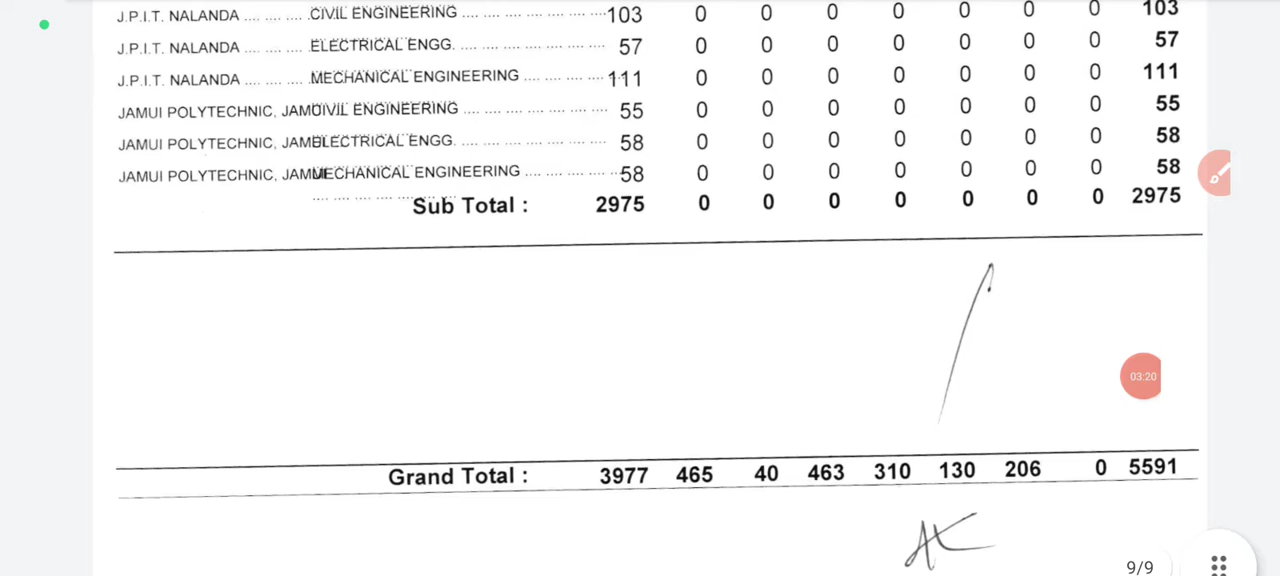 J.P.I.T. NALANDA .... .... .... CIVIL ENGINEERING .... .... .... .... .... 103 0 0 0 0 0 0 0 103
J.P.I.T. NALANDA .... .... .... ELECTRICAL ENGG. .... .... .... .... .... 57 0 0 0 0 0 0 0 57
J.P.I.T. NALANDA .... .... .... MECHANICAL ENGINEERING .... .... .... 111 0 0 0 0 0 0 0 111
JAMUI POLYTECHNIC, CIVIL ENGINEERING .... .... .... .... .... 55 0 0 0 0 0 0 0 55
JAMUI POLYTECHNIC, ELECTRICAL ENGG. .... .... .... .... .... 58 0 0 0 0 0 0 0 58
JAMUI POLYTECHNIC, MECHANICAL ENGINEERING .... .... .... 58 0 0 0 0 0 0 0 58
Sub Total : 2975 0 0 0 0 0 0 0 2975
03:20
Grand Total : 3977 465 40 463 310 130 206 0 5591
9/9